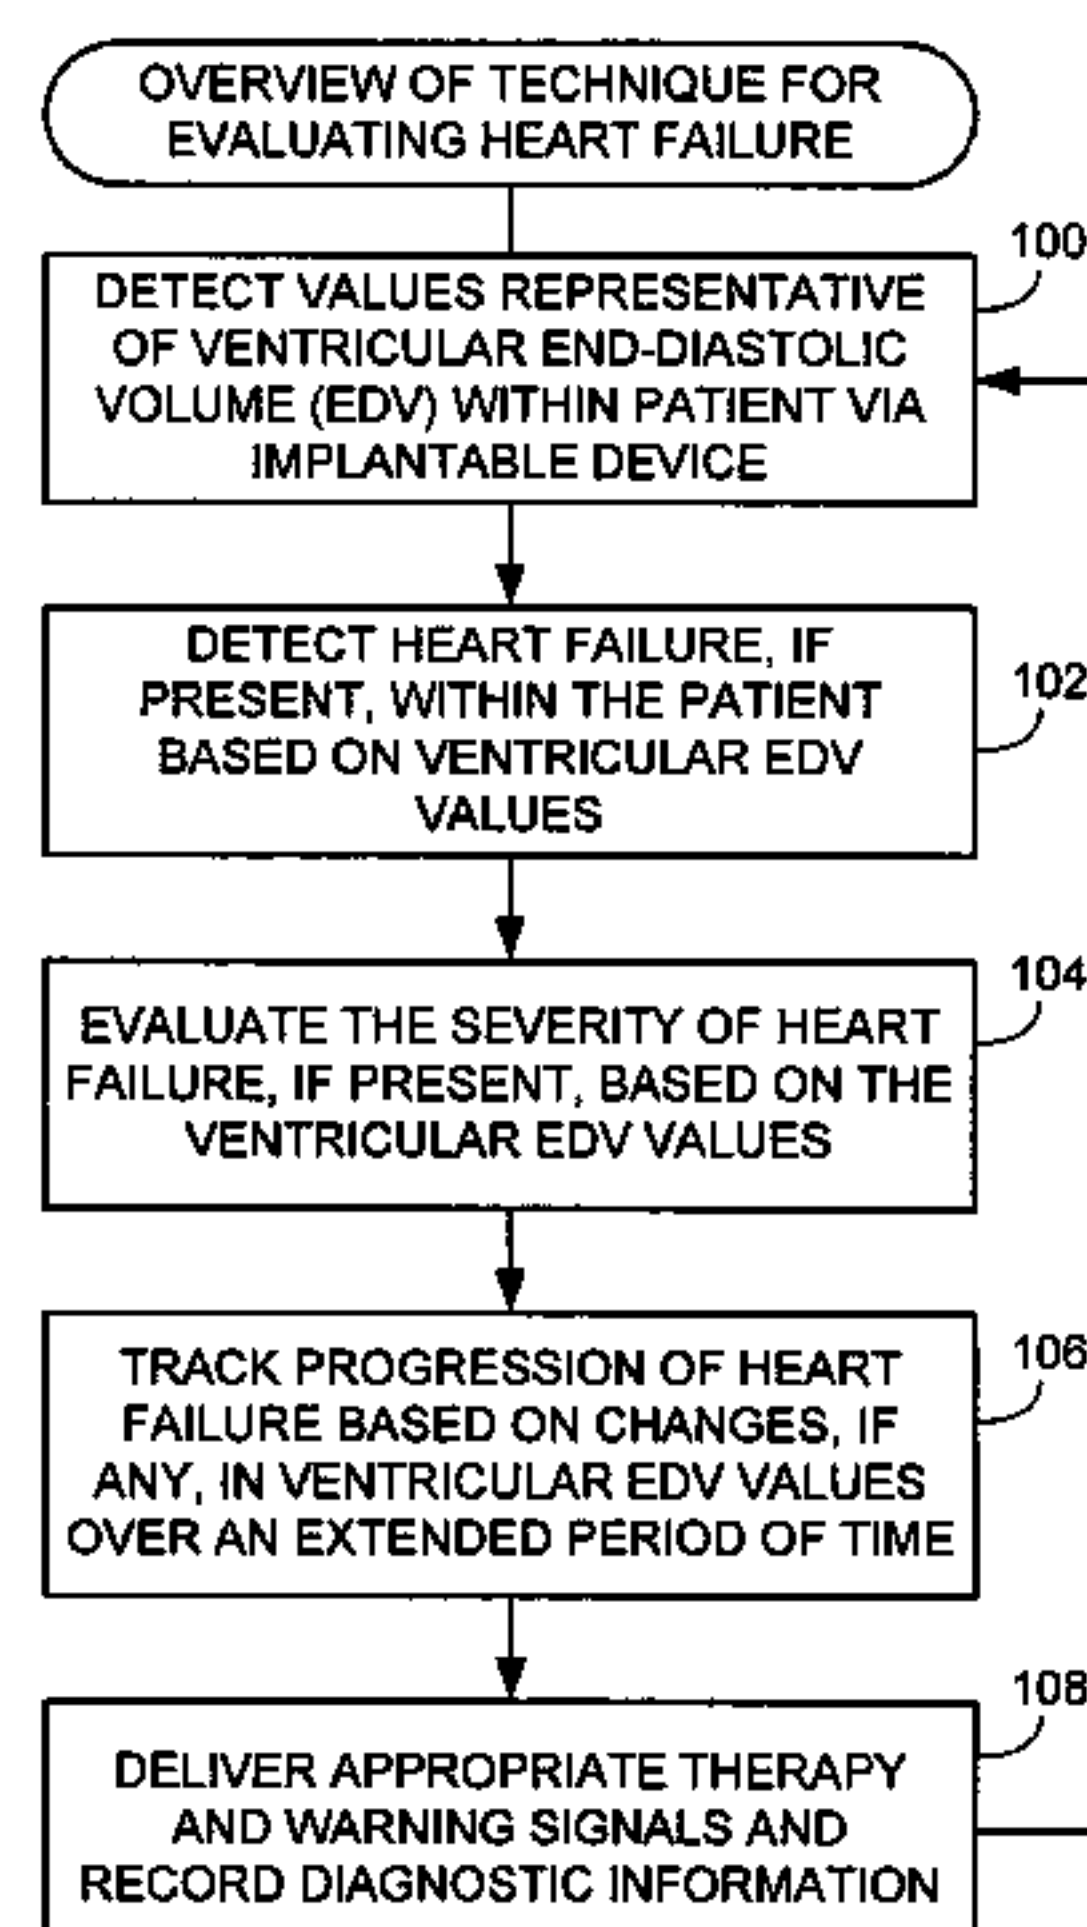 OVERVIEW OF TECHNIQUE FOR
EVALUATING HEART FAILURE
100
DETECT VALUES REPRESENTATIVE
OF VENTRICULAR END-DIASTOLIC
VOLUME (EDV) WITHIN PATIENT VIA
IMPLANTABLE DEVICE
102
DETECT HEART FAILURE, IF
PRESENT, WITHIN THE PATIENT
BASED ON VENTRICULAR EDV
VALUES
104
EVALUATE THE SEVERITY OF HEART
FAILURE, IF PRESENT, BASED ON THE
VENTRICULAR EDV VALUES
106
TRACK PROGRESSION OF HEART
FAILURE BASED ON CHANGES, IF
ANY, IN VENTRICULAR EDV VALUES
OVER AN EXTENDED PERIOD OF TIME
108
DELIVER APPROPRIATE THERAPY
AND WARNING SIGNALS AND
RECORD DIAGNOSTIC INFORMATION